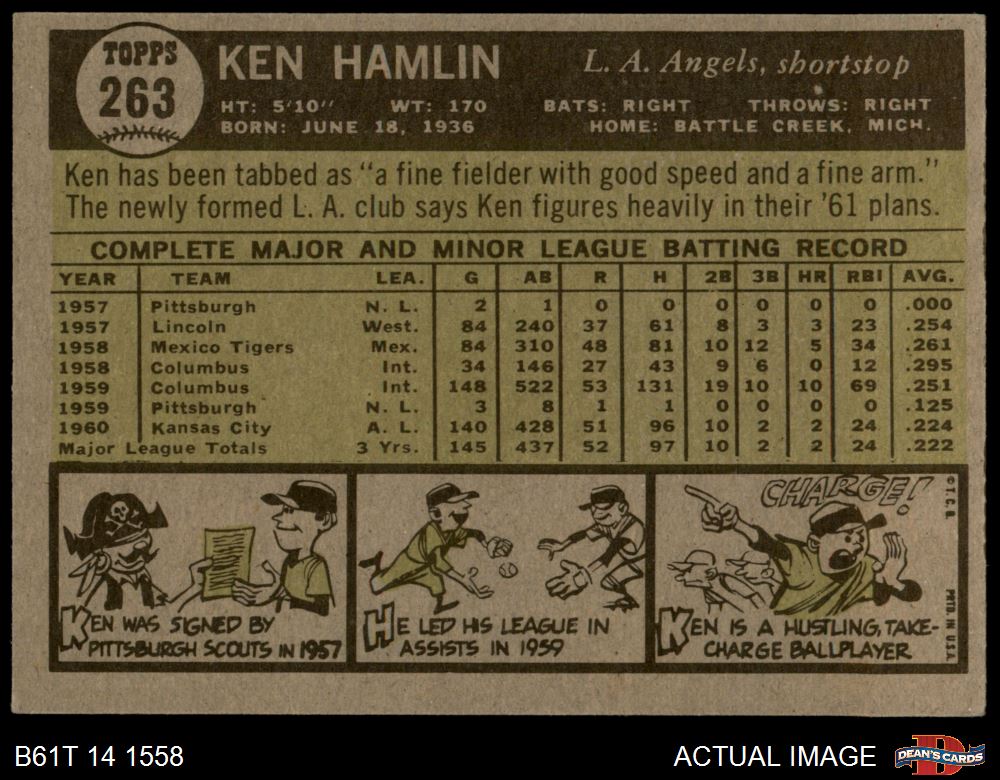 TOPPS
263
KEN HAMLIN
L. A. Angels, shortstop
HT: 5'10" WT: 170 BATS: RIGHT THROWS: RIGHT
BORN: JUNE 18, 1936 HOME: BATTLE CREEK, MICH.
Ken has been tabbed as "a fine fielder with good speed and a fine arm."
The newly formed L. A. club says Ken figures heavily in their '61 plans.
COMPLETE MAJOR AND MINOR LEAGUE BATTING RECORD
YEAR TEAM LEA. G AB R H 2B 3B HR RBI AVG.
1957 Pittsburgh N. L. 2 1 0 0 0 0 0 0 .000
1957 Lincoln West. 84 240 37 61 8 3 3 23 .254
1958 Mexico Tigers Mex. 84 310 48 81 10 12 5 34 .261
1958 Columbus Int. 34 146 27 43 9 6 0 12 .295
1959 Columbus Int. 148 522 53 131 19 10 10 69 .251
1959 Pittsburgh N. L. 3 8 1 1 0 0 0 0 .125
1960 Kansas City A. L. 140 428 51 96 10 2 2 24 .224
Major League Totals 3 Yrs. 145 437 52 97 10 2 2 24 .222
KEN WAS SIGNED BY
PITTSBURGH SCOUTS IN 1957
HE LED HIS LEAGUE IN
ASSISTS IN 1959
CHARGE!
KEN IS A HUSTLING, TAKE-
CHARGE BALLPLAYER
© T. C. G.
PRTD. IN U.S.A.
B61T 14 1558
ACTUAL IMAGE
D
DEAN'S CARDS